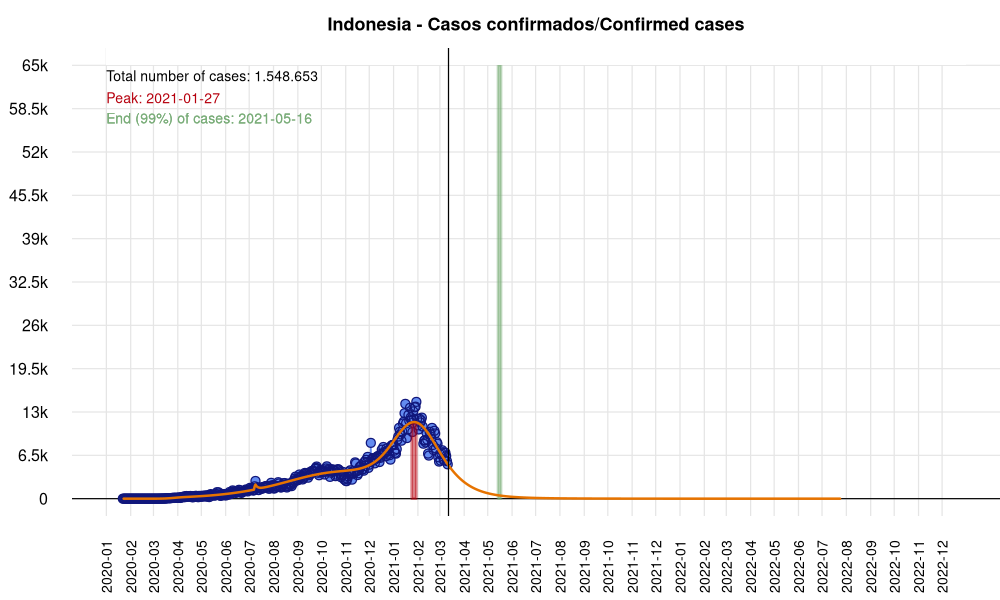 Indonesia - Casos confirmados/Confirmed cases
65k
Total number of cases: 1.548.653
Peak: 2021-01-27
58.5k
End (99%) of cases: 2021-05-16
52k
45.5k
39k
32.5k
26k
19.5k
13k
6.5k
0
2020-01
2020-02
2020-03
2020-04
2020-05
2020-06
2020-07
2020-08
2020-09
2020-10
2020-11
2020-12
2021-01
2021-02
2021-03
2021-04
2021-05
2021-06
2021-07
2021-08
2021-09
2021-10
2021-11
2021-12
2022-01
2022-02
2022-03
2022-04
2022-05
2022-06
2022-07
2022-08
2022-09
2022-10
2022-11
2022-12